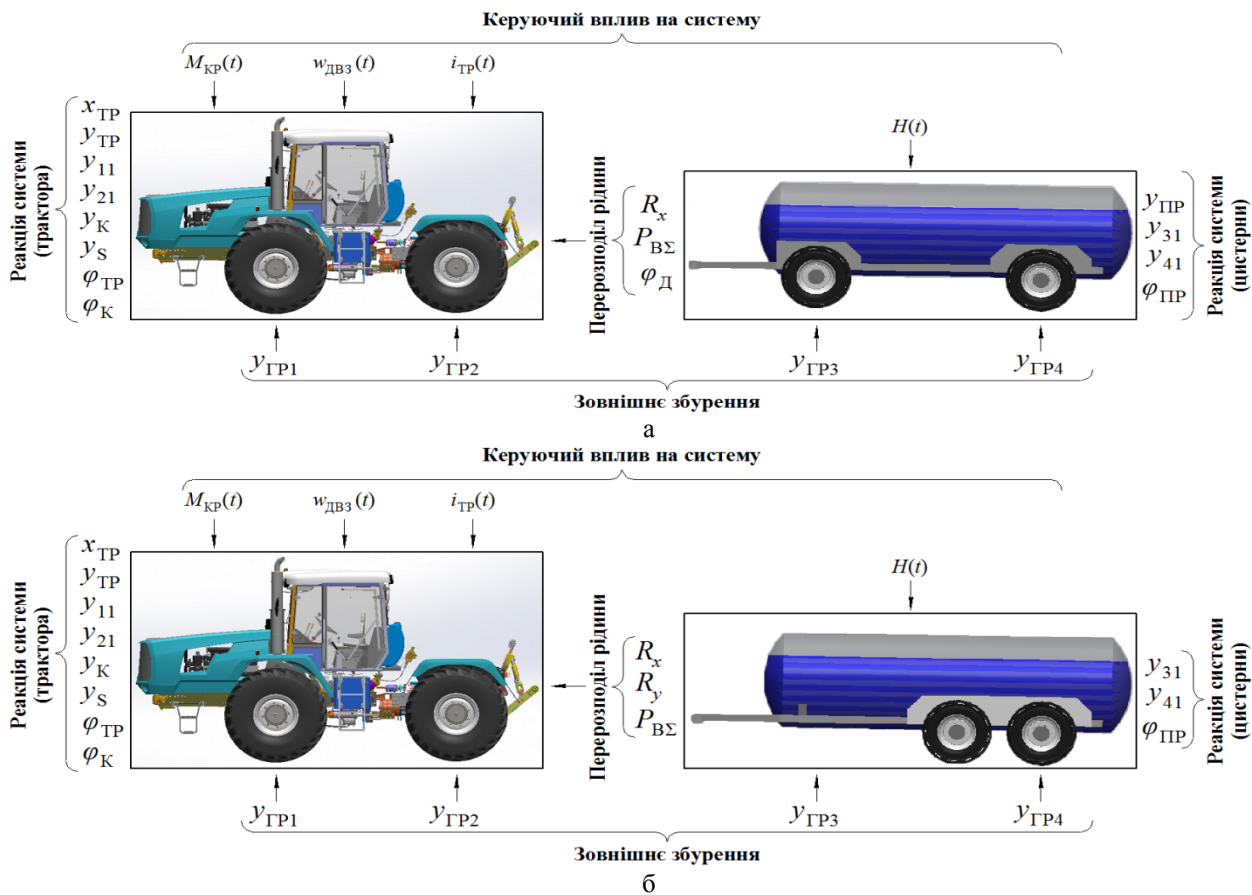 Керуючий вплив на систему
M_КР(t) w_ДВЗ(t) i_ТР(t)
Реакція системи
(трактора)
x_ТР
y_ТР
y_11
y_21
y_К
y_S
φ_ТР
φ_К
Перерозподіл рідини
R_x
P_ВΣ
φ_Д
H(t)
y_ПР
y_31
y_41
φ_ПР
Реакція системи
(цистерни)
y_ГР1 y_ГР2 y_ГР3 y_ГР4
Зовнішнє збурення
а
Керуючий вплив на систему
M_КР(t) w_ДВЗ(t) i_ТР(t)
Реакція системи
(трактора)
x_ТР
y_ТР
y_11
y_21
y_К
y_S
φ_ТР
φ_К
Перерозподіл рідини
R_x
R_y
P_ВΣ
H(t)
y_31
y_41
φ_ПР
Реакція системи
(цистерни)
y_ГР1 y_ГР2 y_ГР3 y_ГР4
Зовнішнє збурення
б